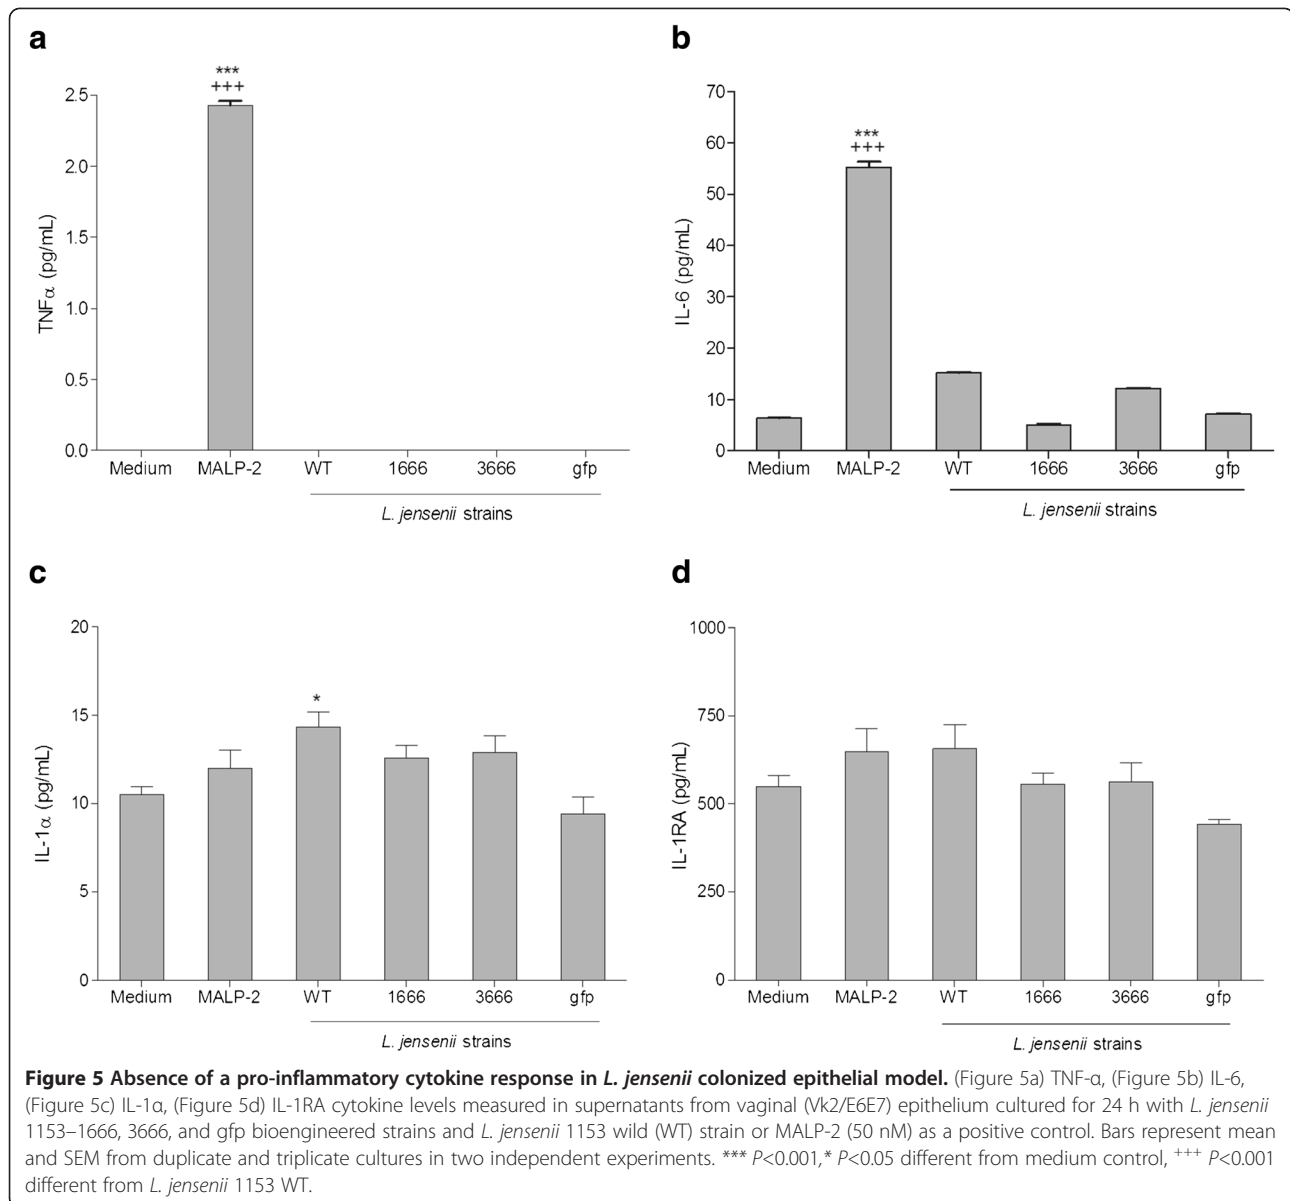 a
***
+++
2.5
2.0
1.5
1.0
0.5
0.0
TNFα (pg/mL)
Medium MALP-2 WT 1666 3666 gfp
L. jensenii strains
b
***
+++
70
60
50
40
30
20
10
0
IL-6 (pg/mL)
Medium MALP-2 WT 1666 3666 gfp
L. jensenii strains
c
*
20
15
10
5
0
IL-1α (pg/mL)
Medium MALP-2 WT 1666 3666 gfp
L. jensenii strains
d
1000
750
500
250
0
IL-1RA (pg/mL)
Medium MALP-2 WT 1666 3666 gfp
L. jensenii strains
Figure 5 Absence of a pro-inflammatory cytokine response in L. jensenii colonized epithelial model. (Figure 5a) TNF-α, (Figure 5b) IL-6,
(Figure 5c) IL-1α, (Figure 5d) IL-1RA cytokine levels measured in supernatants from vaginal (Vk2/E6E7) epithelium cultured for 24 h with L. jensenii
1153–1666, 3666, and gfp bioengineered strains and L. jensenii 1153 wild (WT) strain or MALP-2 (50 nM) as a positive control. Bars represent mean
and SEM from duplicate and triplicate cultures in two independent experiments. *** P<0.001,* P<0.05 different from medium control, +++ P<0.001
different from L. jensenii 1153 WT.